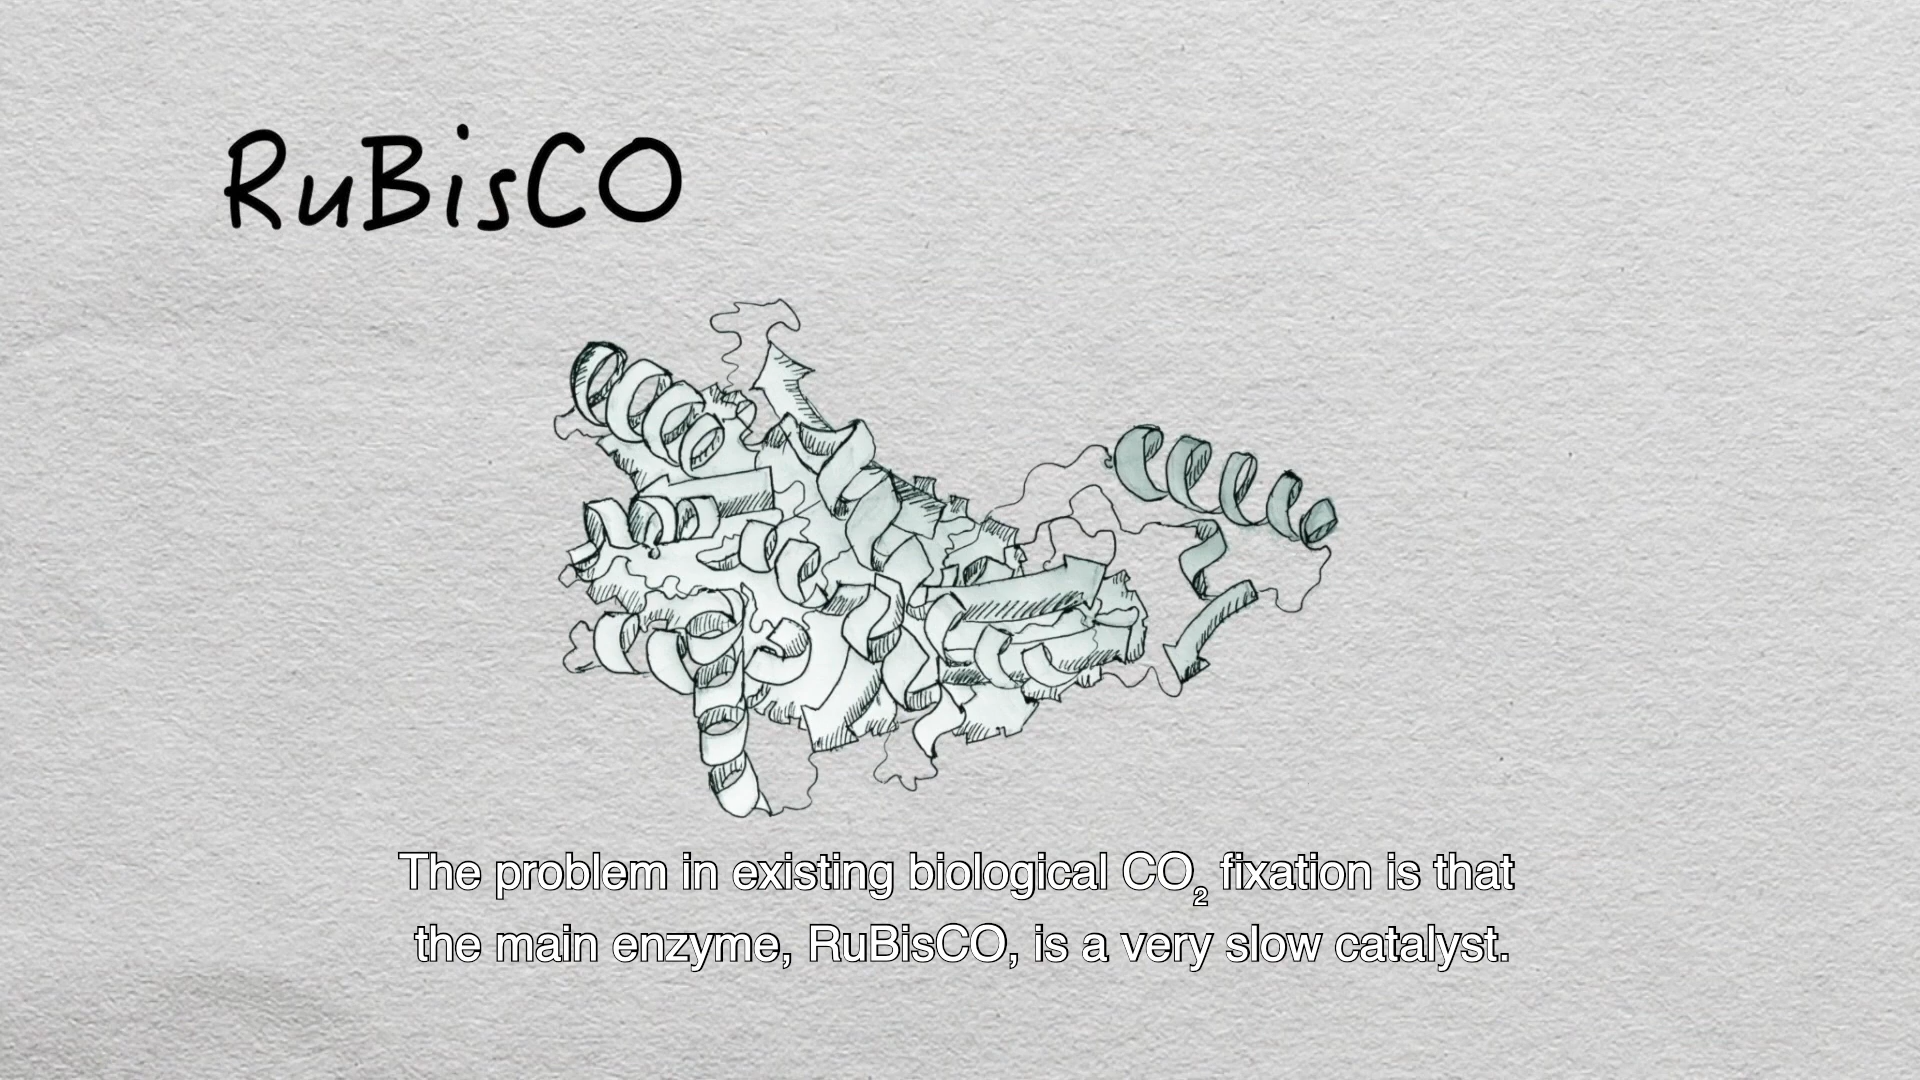 RuBisCO
The problem in existing biological CO₂ fixation is that
the main enzyme, RuBisCO, is a very slow catalyst.